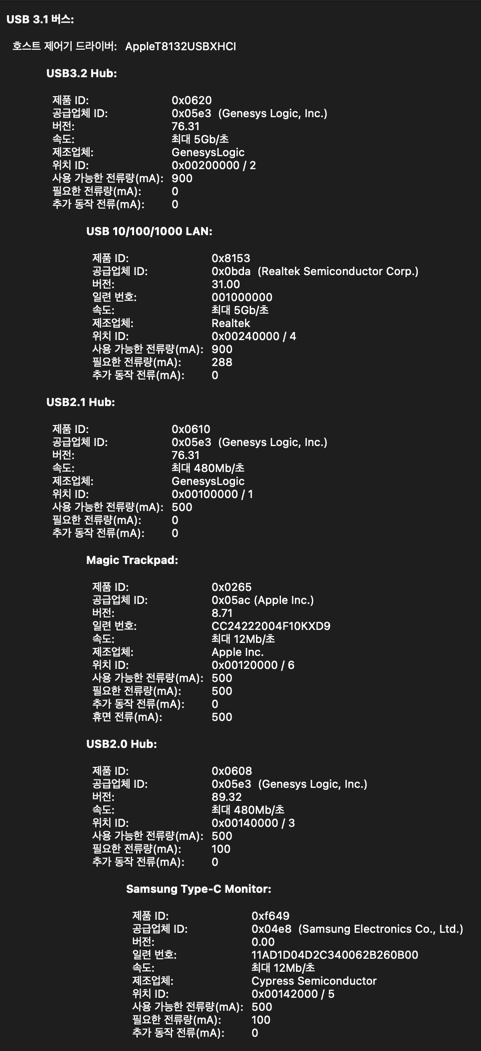 USB 3.1 버스:
호스트 제어기 드라이버: AppleT8132USBXHCI
USB3.2 Hub:
제품 ID: 0x0620
공급업체 ID: 0x05e3 (Genesys Logic, Inc.)
버전: 76.31
속도: 최대 5Gb/초
제조업체: GenesysLogic
위치 ID: 0x00200000 / 2
사용 가능한 전류량(mA): 900
필요한 전류량(mA): 0
추가 동작 전류(mA): 0
USB 10/100/1000 LAN:
제품 ID: 0x8153
공급업체 ID: 0x0bda (Realtek Semiconductor Corp.)
버전: 31.00
일련 번호: 001000000
속도: 최대 5Gb/초
제조업체: Realtek
위치 ID: 0x00240000 / 4
사용 가능한 전류량(mA): 900
필요한 전류량(mA): 288
추가 동작 전류(mA): 0
USB2.1 Hub:
제품 ID: 0x0610
공급업체 ID: 0x05e3 (Genesys Logic, Inc.)
버전: 76.31
속도: 최대 480Mb/초
제조업체: GenesysLogic
위치 ID: 0x00100000 / 1
사용 가능한 전류량(mA): 500
필요한 전류량(mA): 0
추가 동작 전류(mA): 0
Magic Trackpad:
제품 ID: 0x0265
공급업체 ID: 0x05ac (Apple Inc.)
버전: 8.71
일련 번호: CC24222004F10KXD9
속도: 최대 12Mb/초
제조업체: Apple Inc.
위치 ID: 0x00120000 / 6
사용 가능한 전류량(mA): 500
필요한 전류량(mA): 500
추가 동작 전류(mA): 0
휴면 전류(mA): 500
USB2.0 Hub:
제품 ID: 0x0608
공급업체 ID: 0x05e3 (Genesys Logic, Inc.)
버전: 89.32
속도: 최대 480Mb/초
위치 ID: 0x00140000 / 3
사용 가능한 전류량(mA): 500
필요한 전류량(mA): 100
추가 동작 전류(mA): 0
Samsung Type-C Monitor:
제품 ID: 0xf649
공급업체 ID: 0x04e8 (Samsung Electronics Co., Ltd.)
버전: 0.00
일련 번호: 11AD1D04D2C340062B260B00
속도: 최대 12Mb/초
제조업체: Cypress Semiconductor
위치 ID: 0x00142000 / 5
사용 가능한 전류량(mA): 500
필요한 전류량(mA): 100
추가 동작 전류(mA): 0